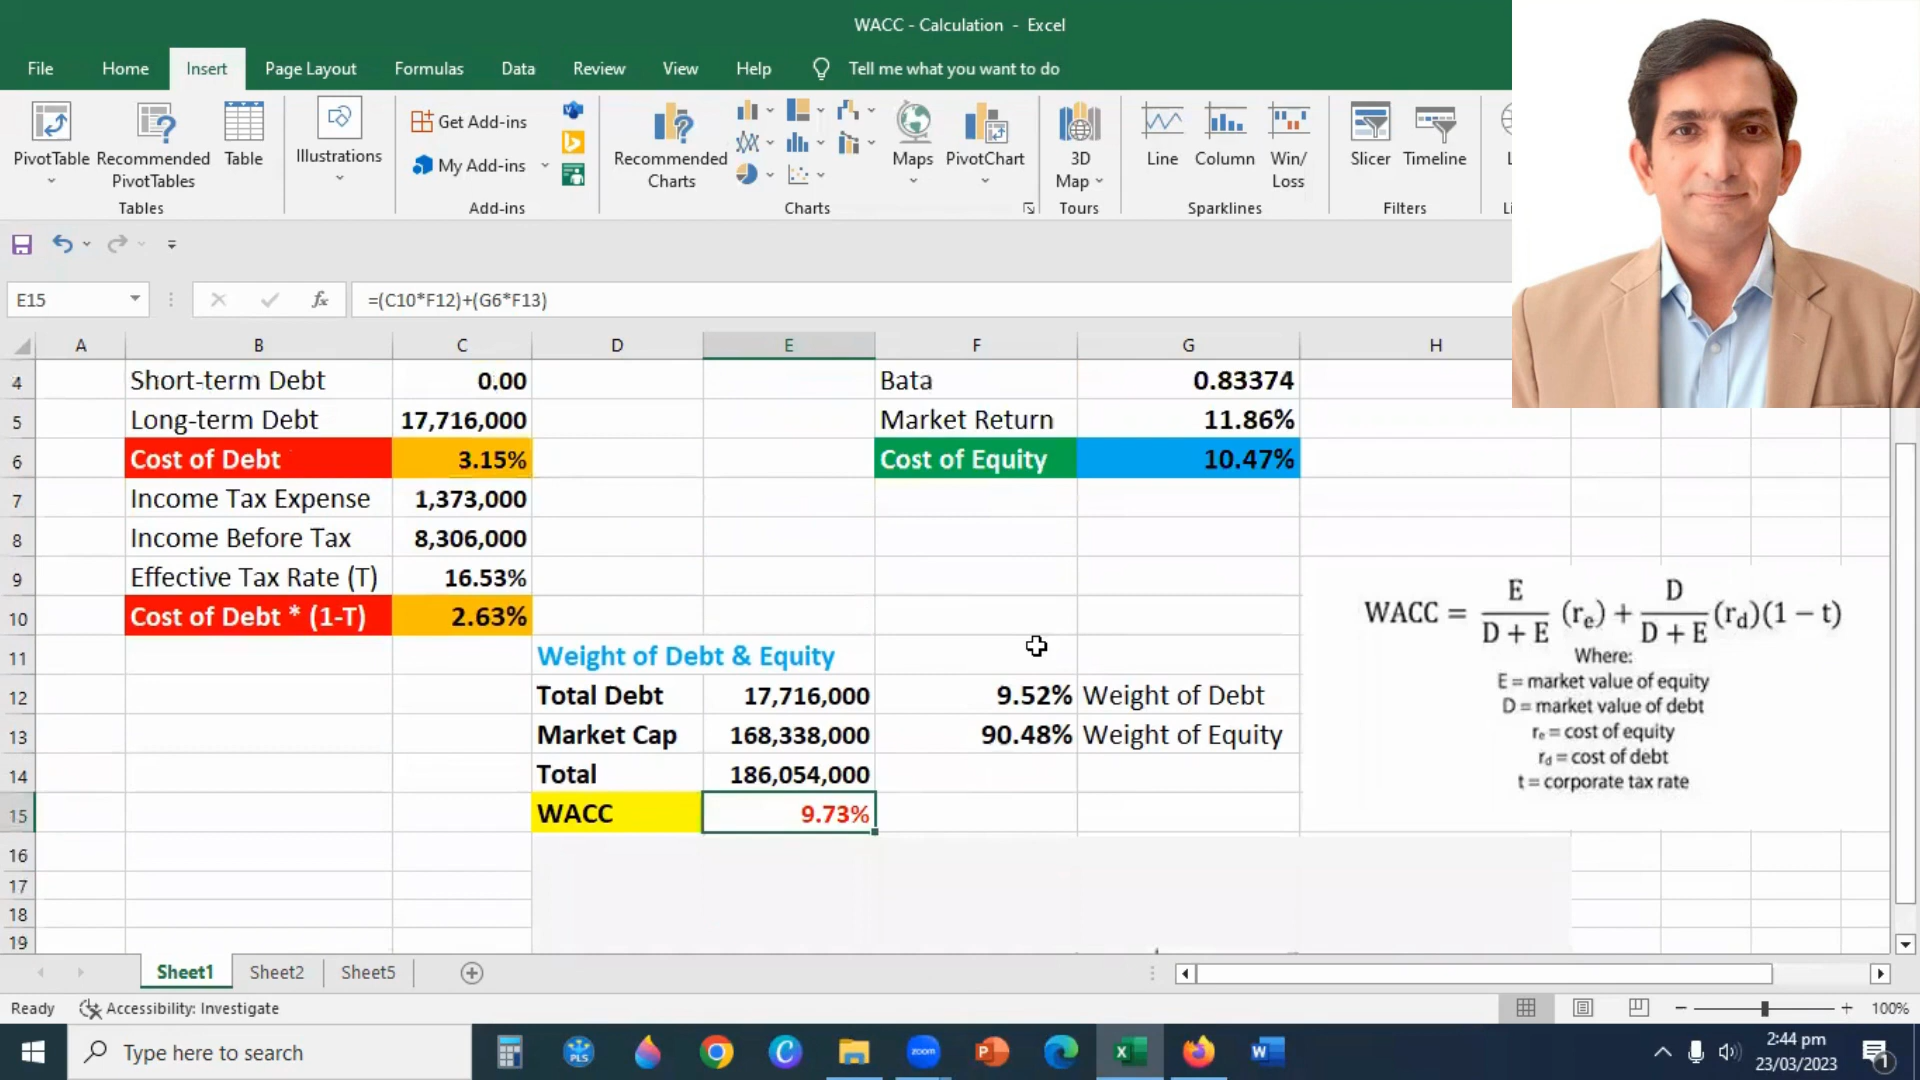 WACC - Calculation - Excel
File Home Insert Page Layout Formulas Data Review View Help Tell me what you want to do
PivotTable
Recommended PivotTables
Table
Illustrations
Get Add-ins
My Add-ins
Recommended Charts
Maps
PivotChart
3D Map
Line
Column
Win/Loss
Slicer
Timeline
Tables
Add-ins
Charts
Tours
Sparklines
Filters
E15 fx =(C10*F12)+(G6*F13)
A B C D E F G H
4 Short-term Debt 0.00 Bata 0.83374
5 Long-term Debt 17,716,000 Market Return 11.86%
6 Cost of Debt 3.15% Cost of Equity 10.47%
7 Income Tax Expense 1,373,000
8 Income Before Tax 8,306,000
9 Effective Tax Rate (T) 16.53%
10 Cost of Debt * (1-T) 2.63%
11 Weight of Debt & Equity
12 Total Debt 17,716,000 9.52% Weight of Debt
13 Market Cap 168,338,000 90.48% Weight of Equity
14 Total 186,054,000
15 WACC 9.73%
16
17
18
19
WACC = E / D + E (re) + D / D + E (rd)(1 − t)
Where:
E = market value of equity
D = market value of debt
re = cost of equity
rd = cost of debt
t = corporate tax rate
Sheet1 Sheet2 Sheet5
Ready Accessibility: Investigate 100%
Type here to search
PLS
zoom
2:44 pm
23/03/2023
1